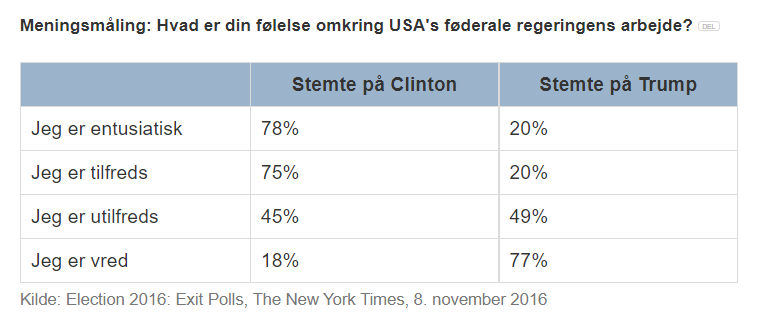 Meningsmåling: Hvad er din følelse omkring USA's føderale regeringens arbejde? DEL
Stemte på Clinton Stemte på Trump
Jeg er entusiatisk 78% 20%
Jeg er tilfreds 75% 20%
Jeg er utilfreds 45% 49%
Jeg er vred 18% 77%
Kilde: Election 2016: Exit Polls, The New York Times, 8. november 2016